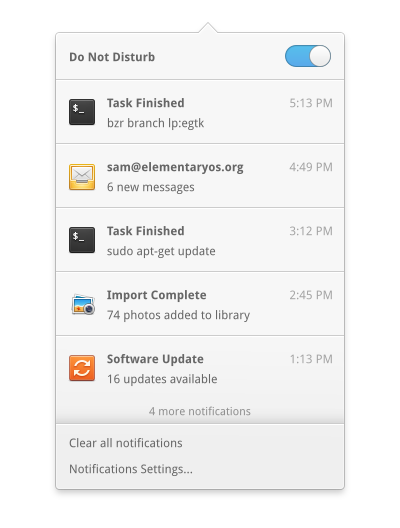 Do Not Disturb
$_
Task Finished 5:13 PM
bzr branch lp:egtk
sam@elementaryos.org 4:49 PM
6 new messages
$_
Task Finished 3:12 PM
sudo apt-get update
Import Complete 2:45 PM
74 photos added to library
Software Update 1:13 PM
16 updates available
4 more notifications
Clear all notifications
Notifications Settings...